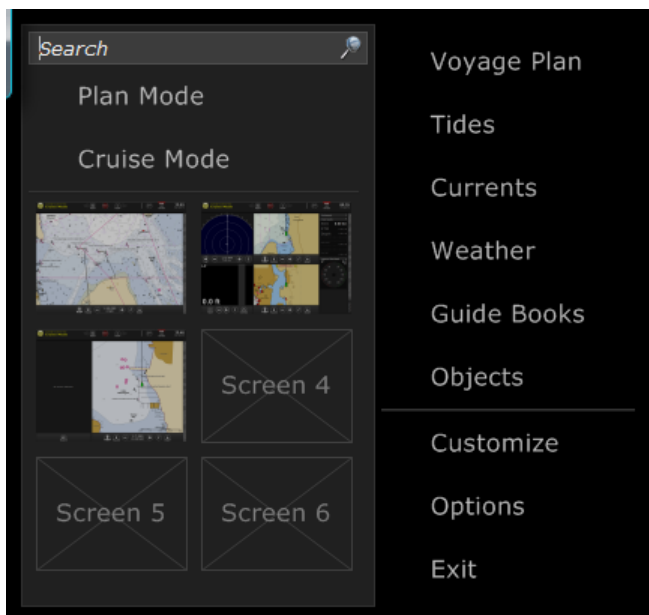 Search
Plan Mode
Cruise Mode
Screen 4
Screen 5
Screen 6
Voyage Plan
Tides
Currents
Weather
Guide Books
Objects
Customize
Options
Exit